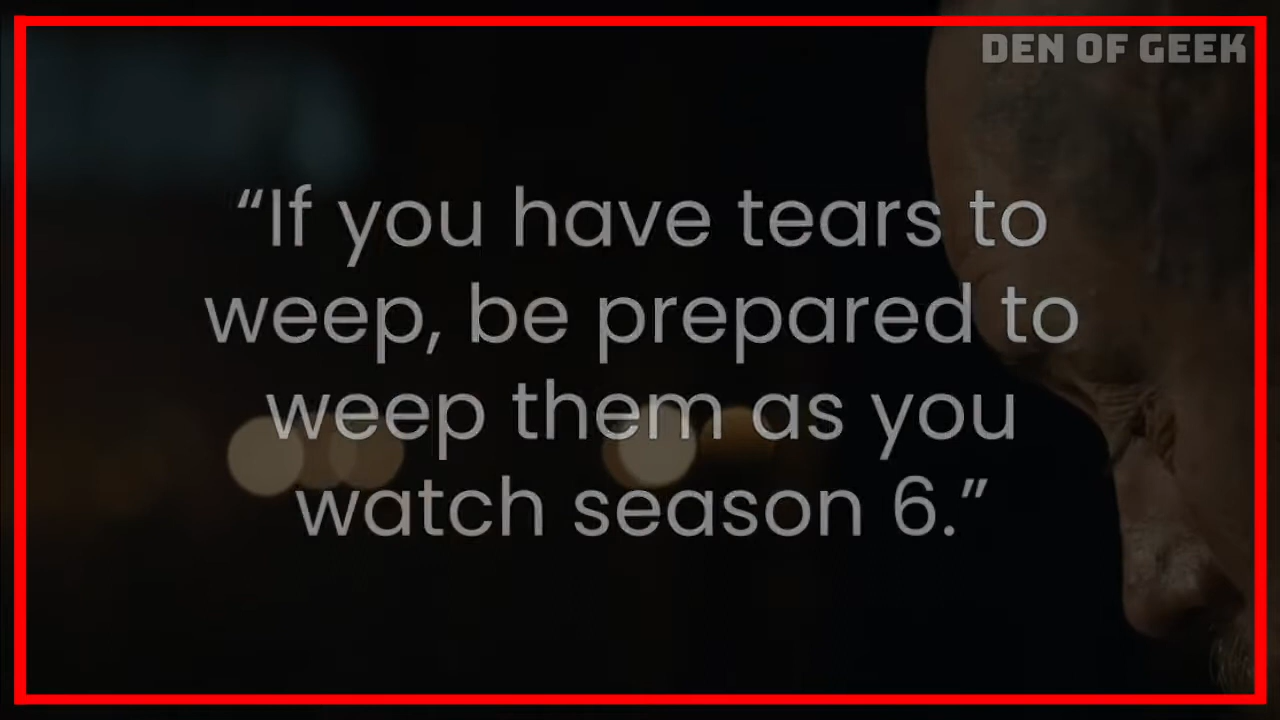 DEN OF GEEK
“If you have tears to
weep, be prepared to
weep them as you
watch season 6.”